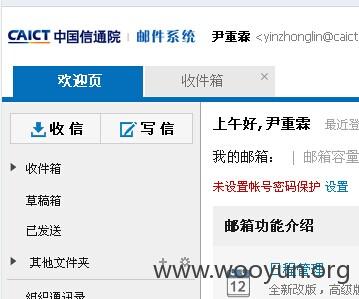 CAICT 中国信通院 | 邮件系统 尹重霖 <yinzhonglin@caict
欢迎页 收件箱 ×
收信 写信
收件箱
草稿箱
已发送
其他文件夹
组织通讯录
上午好,尹重霖 最近登
我的邮箱: | 邮箱容量
未设置帐号密码保护 设置
邮箱功能介绍
日程管理
12
全新改版,高级版
www.wooyun.org